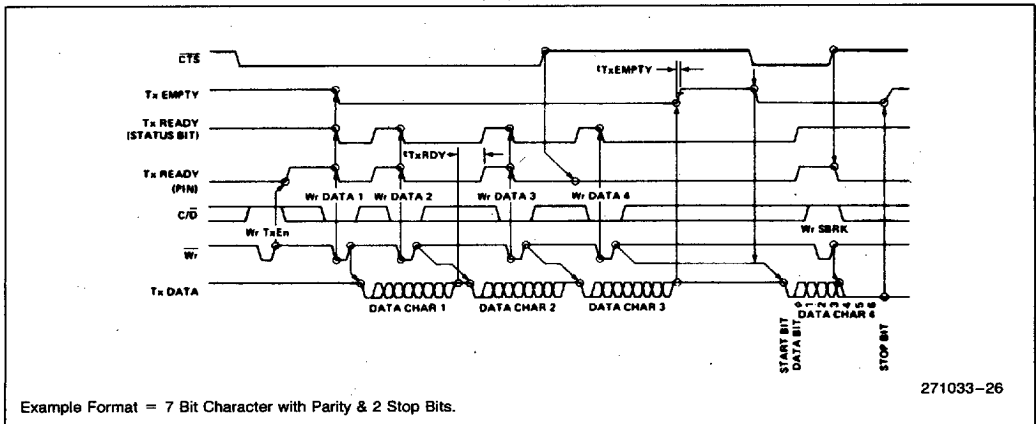 CTS
tTxEMPTY
Tx EMPTY
Tx READY
(STATUS BIT)
tTxRDY
Tx READY
(PIN)
Wr DATA 1 Wr DATA 2 Wr DATA 3 Wr DATA 4
C/D
Wr TxEn
Wr SBRK
Wr
Tx DATA
DATA CHAR 1
DATA CHAR 2
DATA CHAR 3
DATA CHAR 4
START BIT
DATA BIT
0 1 2 3 4 5 6
STOP BIT
271033–26
Example Format = 7 Bit Character with Parity & 2 Stop Bits.